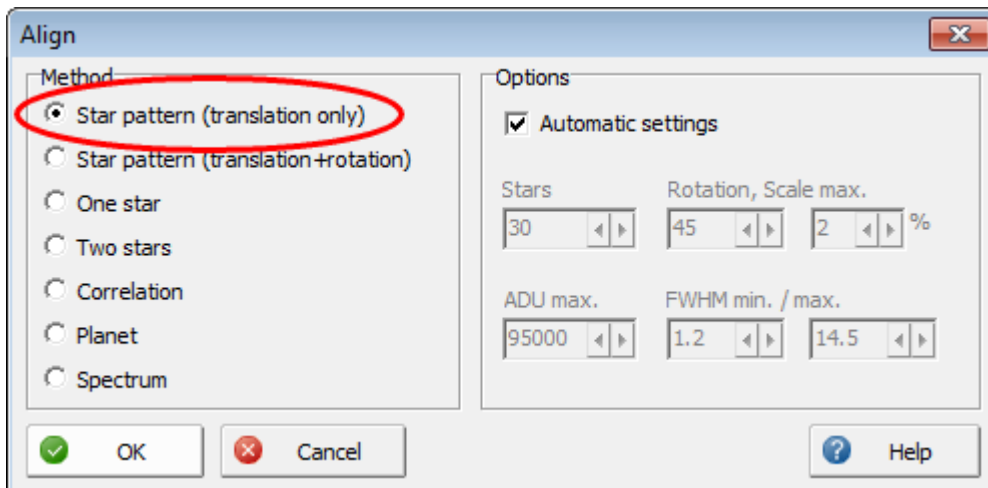 Align
Method
Star pattern (translation only)
Star pattern (translation+rotation)
One star
Two stars
Correlation
Planet
Spectrum
Options
Automatic settings
Stars
Rotation, Scale max.
30
45
2
%
ADU max.
FWHM min. / max.
95000
1.2
14.5
OK
Cancel
Help